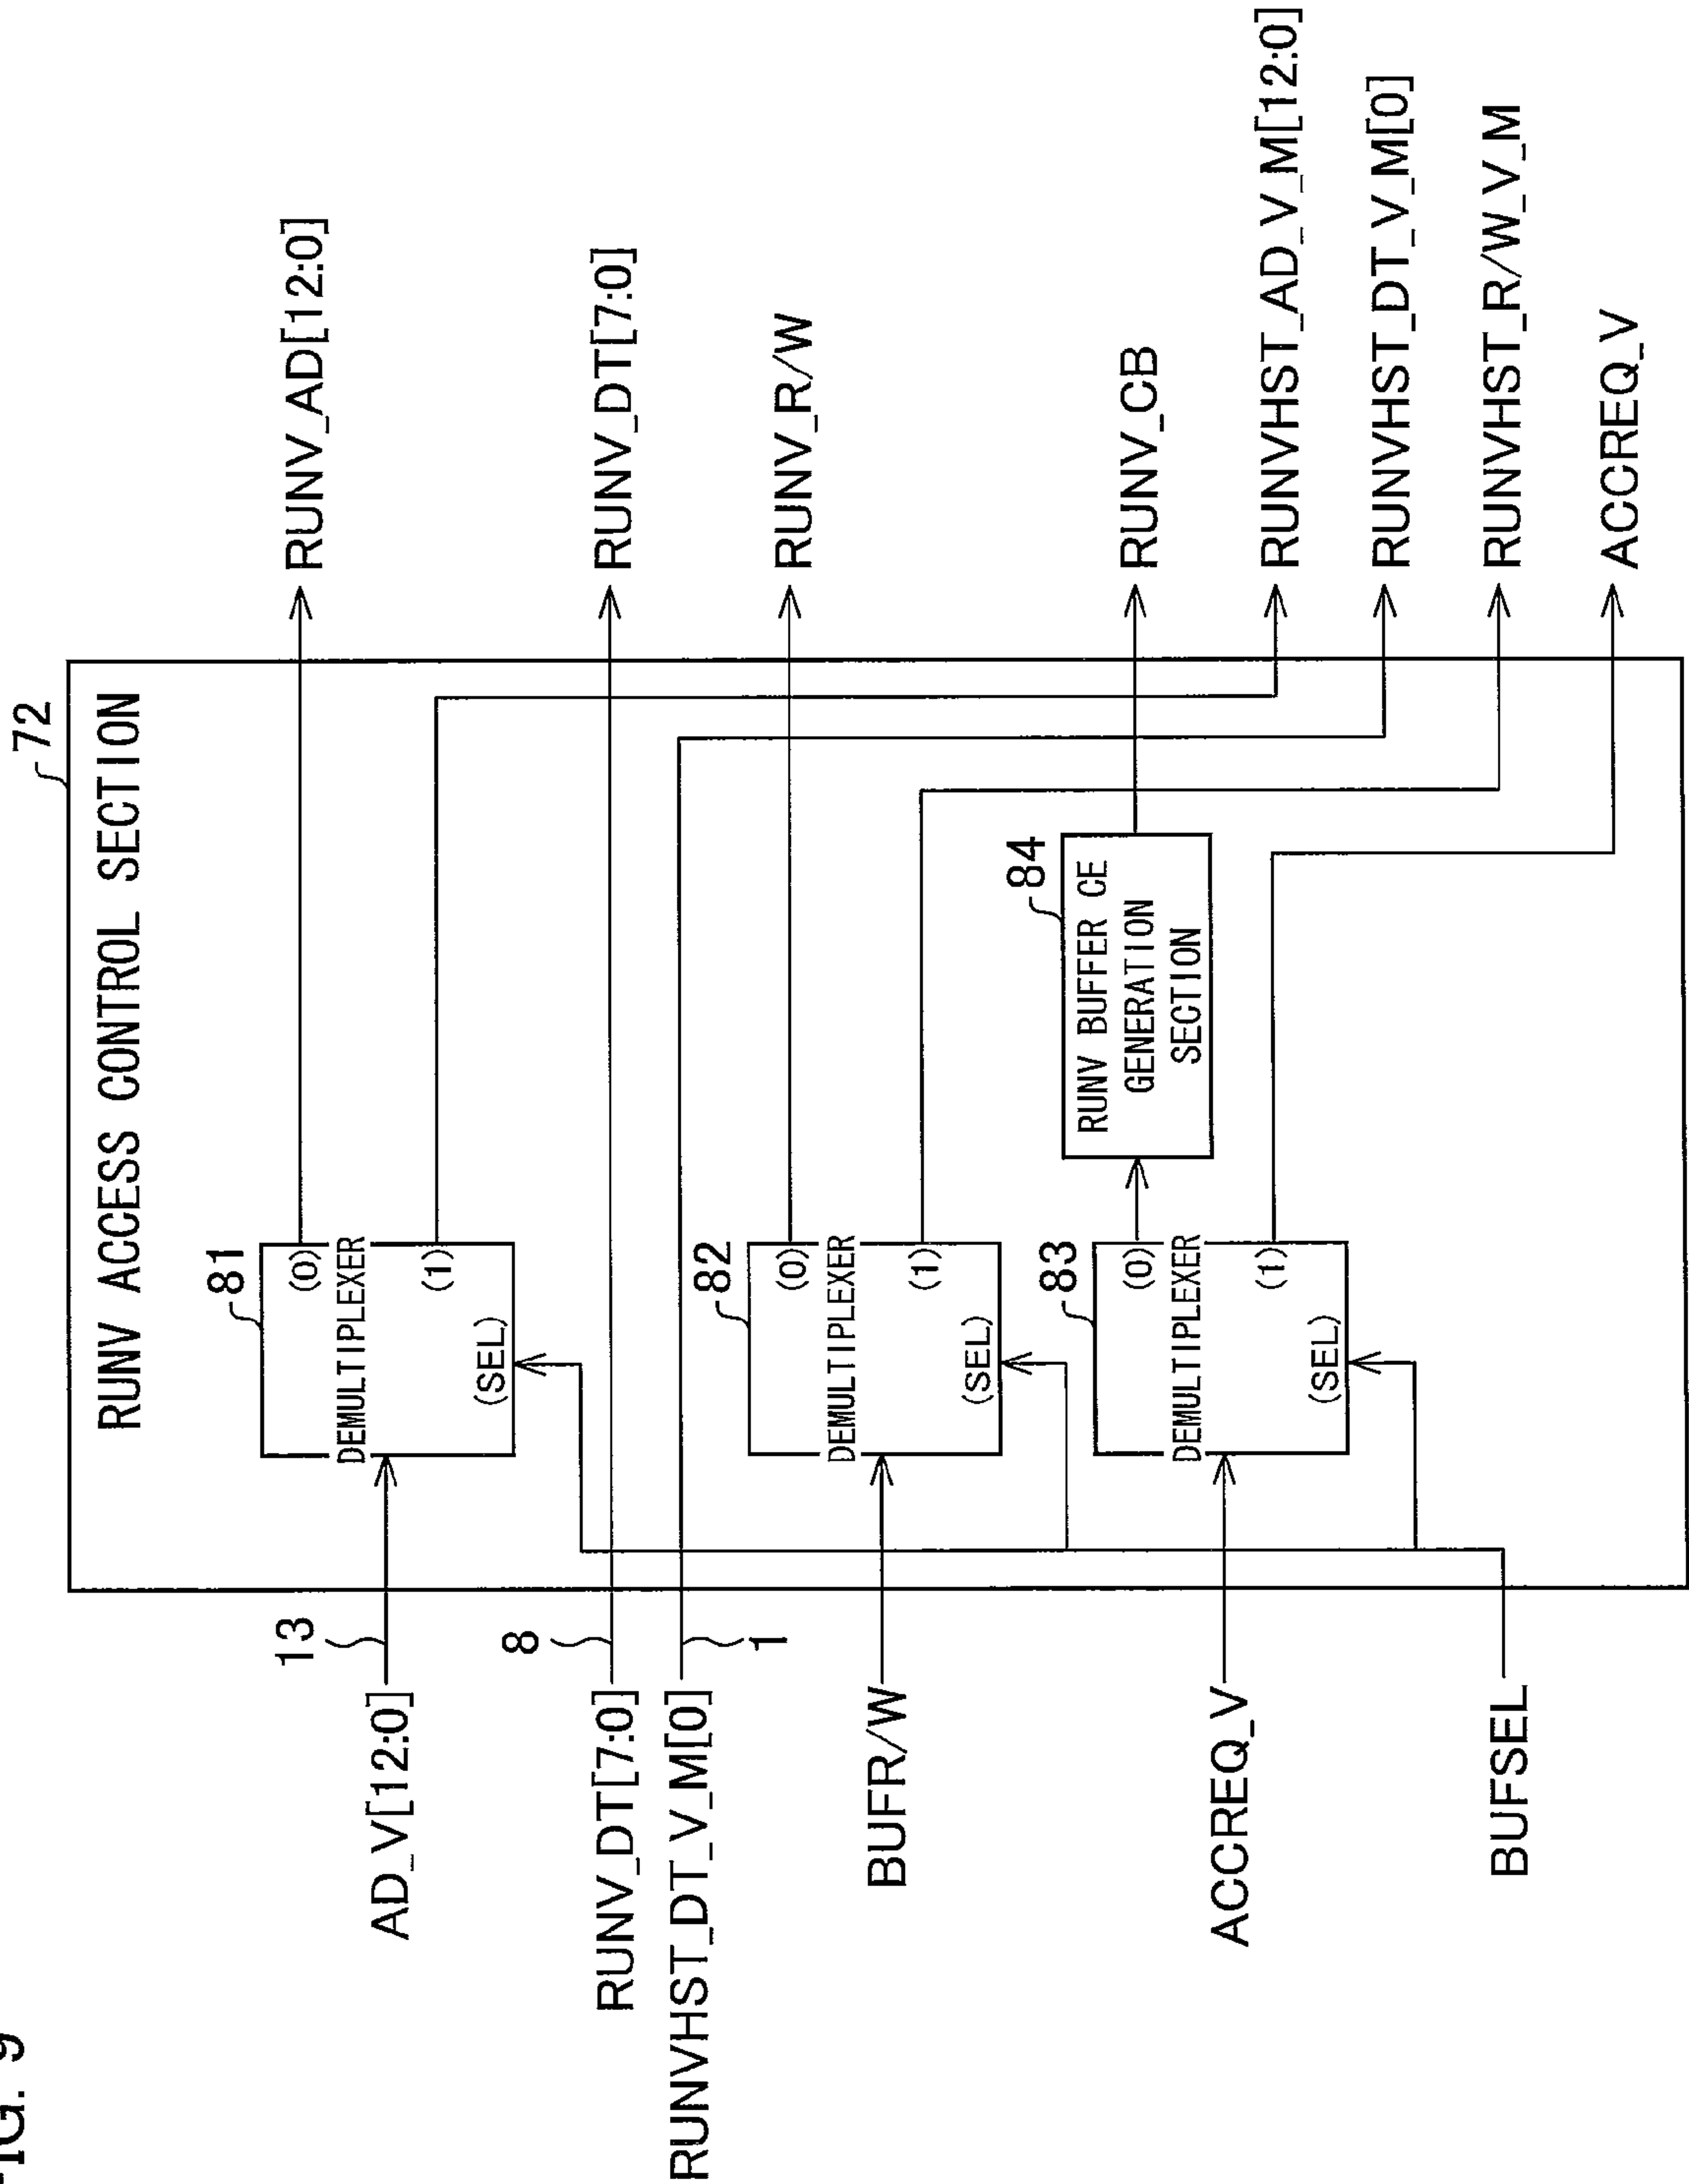 FIG. 9
72
RUNV ACCESS CONTROL SECTION
AD_V[12:0]
13
81
(0)
DEMULTIPLEXER
(1)
(SEL)
RUNV_AD[12:0]
RUNV_DT[7:0]
8
RUNV_DT[7:0]
RUNVHST_DT_V_M[0]
1
BUFR/W
82
(0)
DEMULTIPLEXER
(1)
(SEL)
RUNV_R/W
ACCREQ_V
83
(0)
DEMULTIPLEXER
(1)
(SEL)
84
RUNV BUFFER CE
GENERATION
SECTION
RUNV_CB
RUNVHST_AD_V_M[12:0]
RUNVHST_DT_V_M[0]
RUNVHST_R/W_V_M
BUFSEL
ACCREQ_V